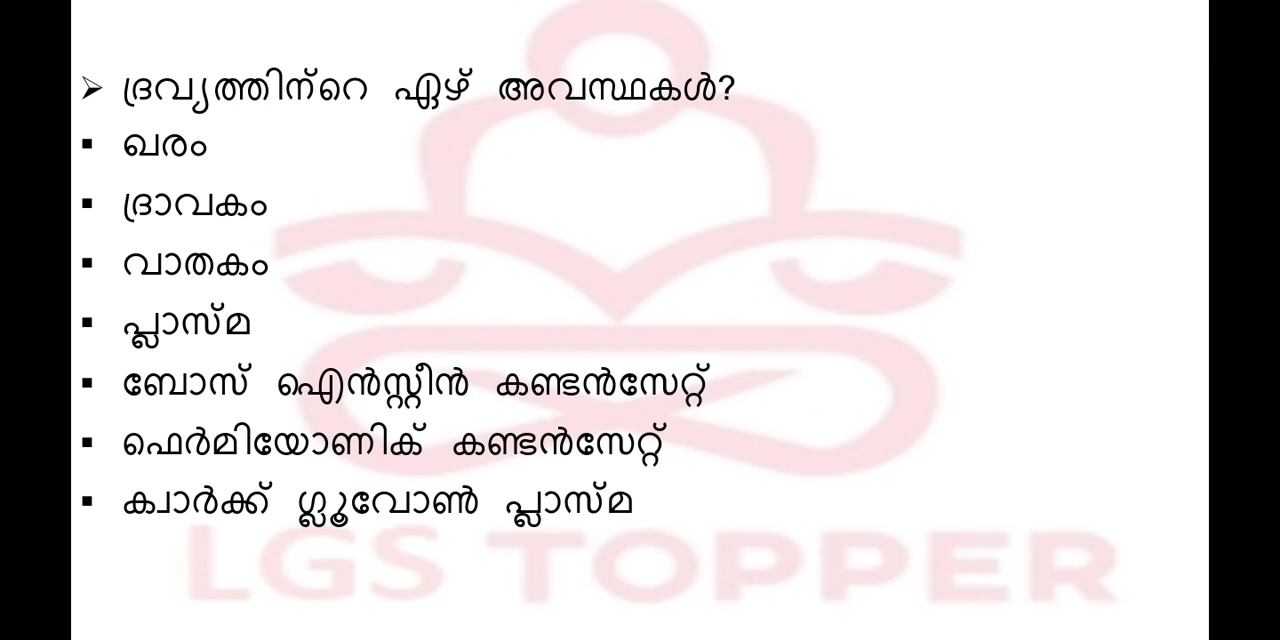 ➢ ദ്രവ്യത്തിന്റെ ഏഴ് അവസ്ഥകൾ?
▪ ഖരം
▪ ദ്രാവകം
▪ വാതകം
▪ പ്ലാസ്മ
▪ ബോസ് ഐൻസ്റ്റീൻ കണ്ടൻസേറ്റ്
▪ ഫെർമിയോണിക് കണ്ടൻസേറ്റ്
▪ ക്വാർക്ക് ഗ്ലൂവോൺ പ്ലാസ്മ
LGS TOPPER